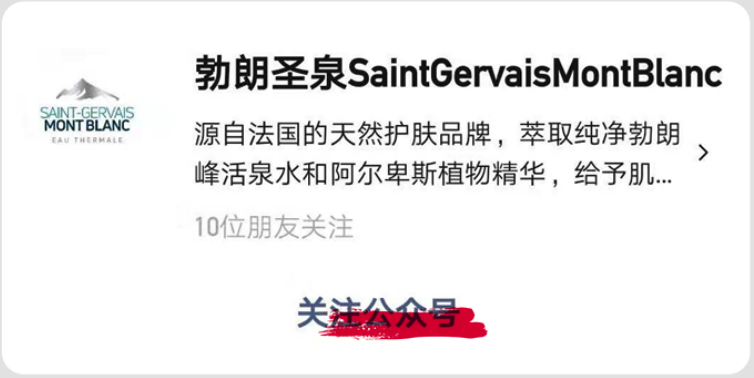 勃朗圣泉SaintGervaisMontBlanc
SAINT-GERVAIS
MONT BLANC
EAU THERMALE
源自法国的天然护肤品牌，萃取纯净勃朗
峰活泉水和阿尔卑斯植物精华，给予肌...
10位朋友关注
关注公众号